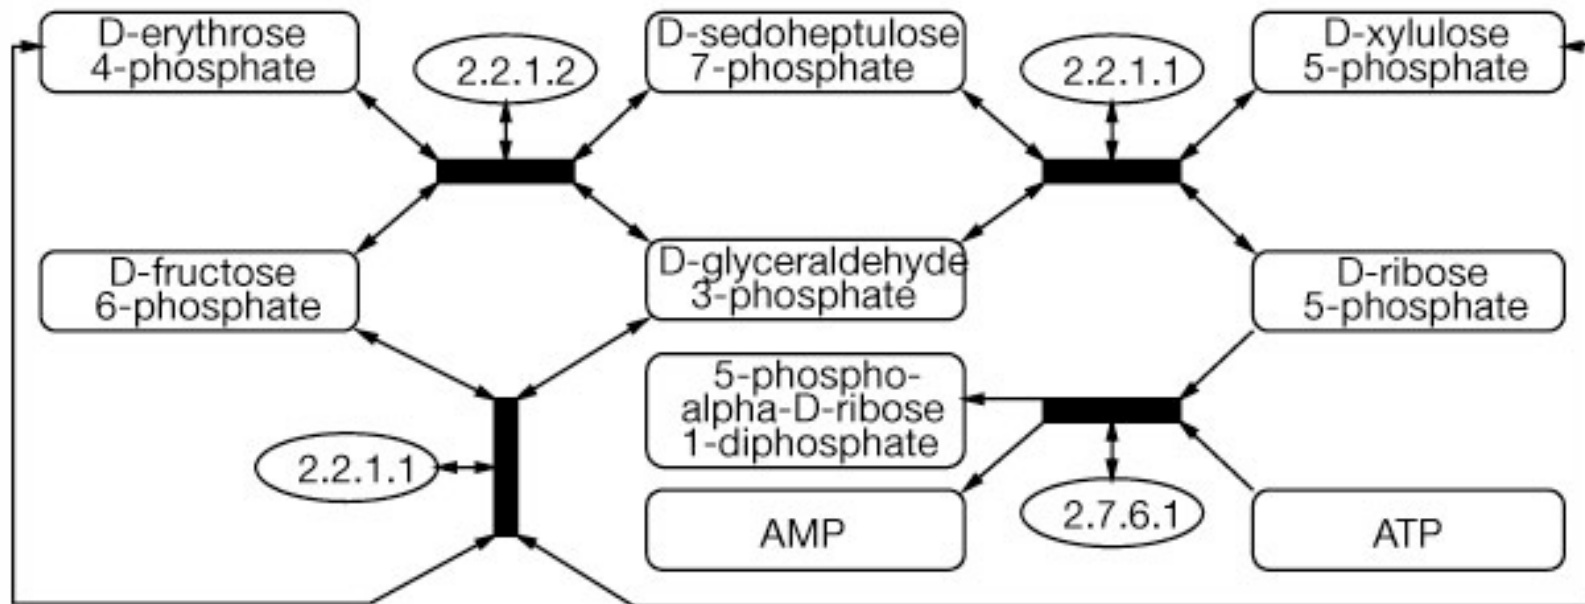 D-erythrose
4-phosphate
2.2.1.2
D-sedoheptulose
7-phosphate
2.2.1.1
D-xylulose
5-phosphate
D-fructose
6-phosphate
D-glyceraldehyde
3-phosphate
D-ribose
5-phosphate
5-phospho-
alpha-D-ribose
1-diphosphate
2.2.1.1
AMP
2.7.6.1
ATP